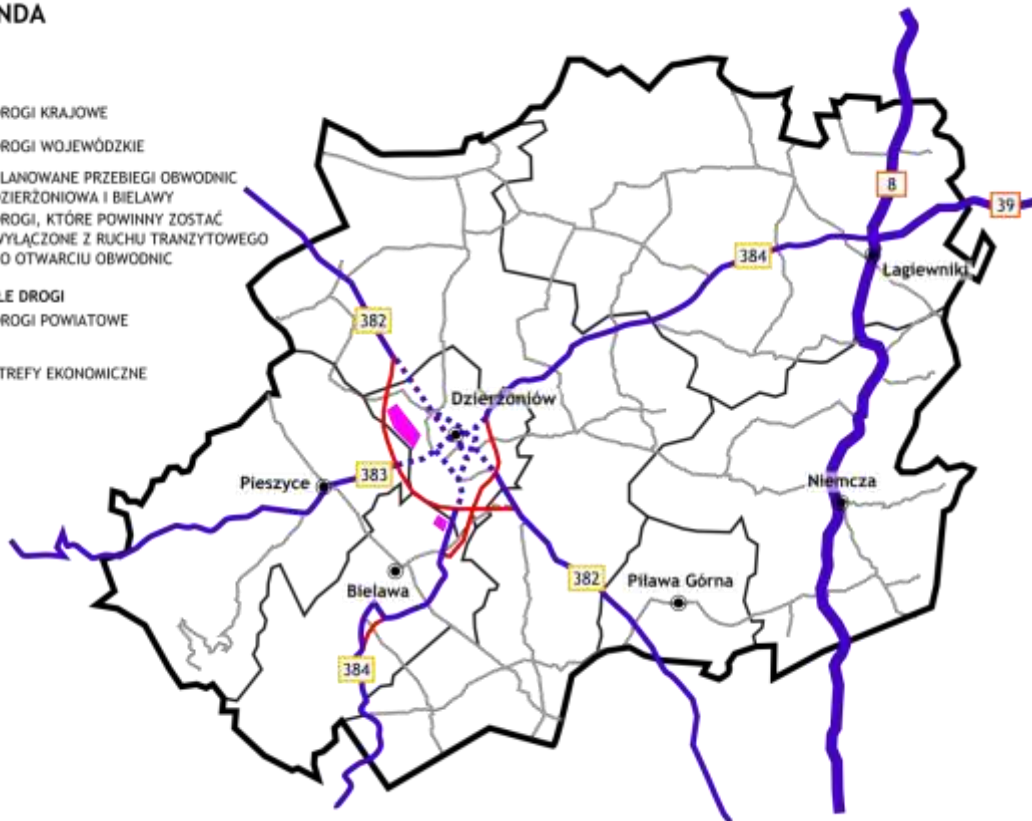 NDA
ROGI KRAJOWE
ROGI WOJEWÓDZKIE
LANOWANE PRZEBIEGI OBWODNIC
DZIERŻONIOWA I BIELAWY
ROGI, KTÓRE POWINNY ZOSTAĆ
WYŁĄCZONE Z RUCHU TRANZYTOWEGO
O OTWARCIU OBWODNIC
LE DROGI
ROGI POWIATOWE
TREFY EKONOMICZNE
8
39
384
Łagiewniki
382
Dzierżoniów
383
Pieszyce
Niemcza
382
Piława Górna
Bielawa
384